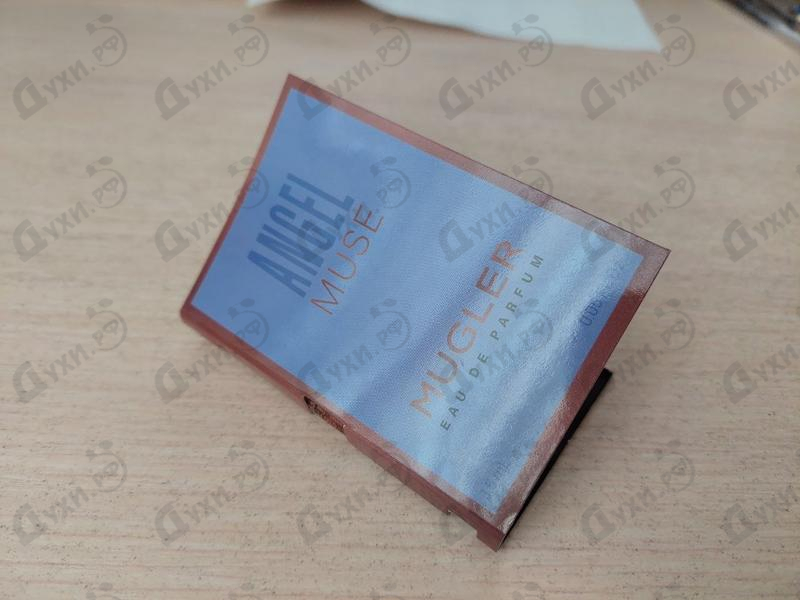 ANGEL
MUSE
MUGLER
EAU DE PARFUM
Духи.рф